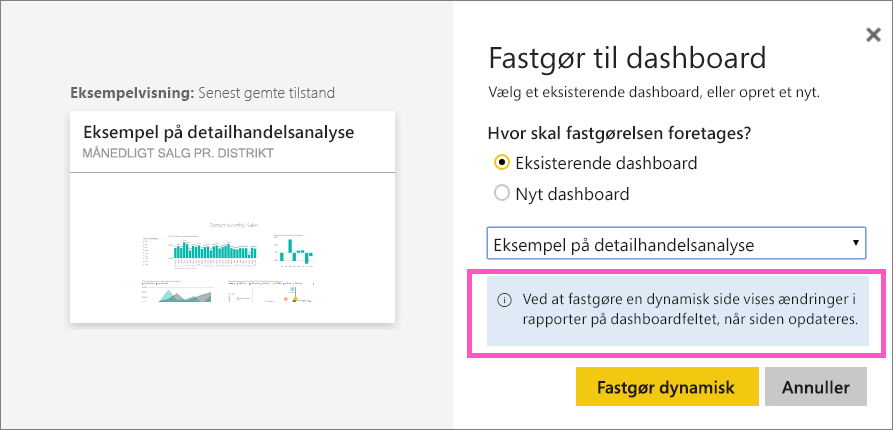 Fastgør til dashboard
Vælg et eksisterende dashboard, eller opret et nyt.
Eksempelvisning: Senest gemte tilstand
Eksempel på detailhandelsanalyse
MÅNEDLIGT SALG PR. DISTRIKT
Hvor skal fastgørelsen foretages?
Eksisterende dashboard
Nyt dashboard
Eksempel på detailhandelsanalyse
Ved at fastgøre en dynamisk side vises ændringer i
rapporter på dashboardfeltet, når siden opdateres.
Fastgør dynamisk
Annuller